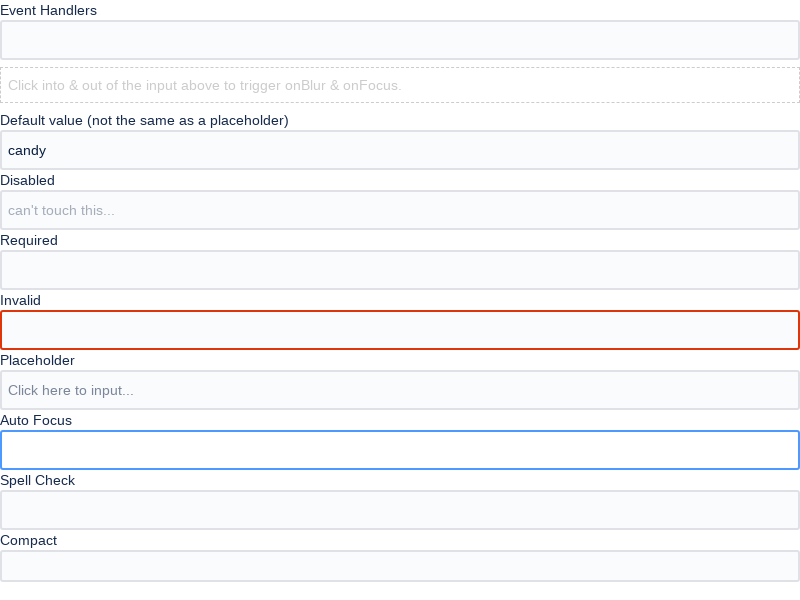 Event Handlers
Click into & out of the input above to trigger onBlur & onFocus.
Default value (not the same as a placeholder)
candy
Disabled
can't touch this...
Required
Invalid
Placeholder
Click here to input...
Auto Focus
Spell Check
Compact